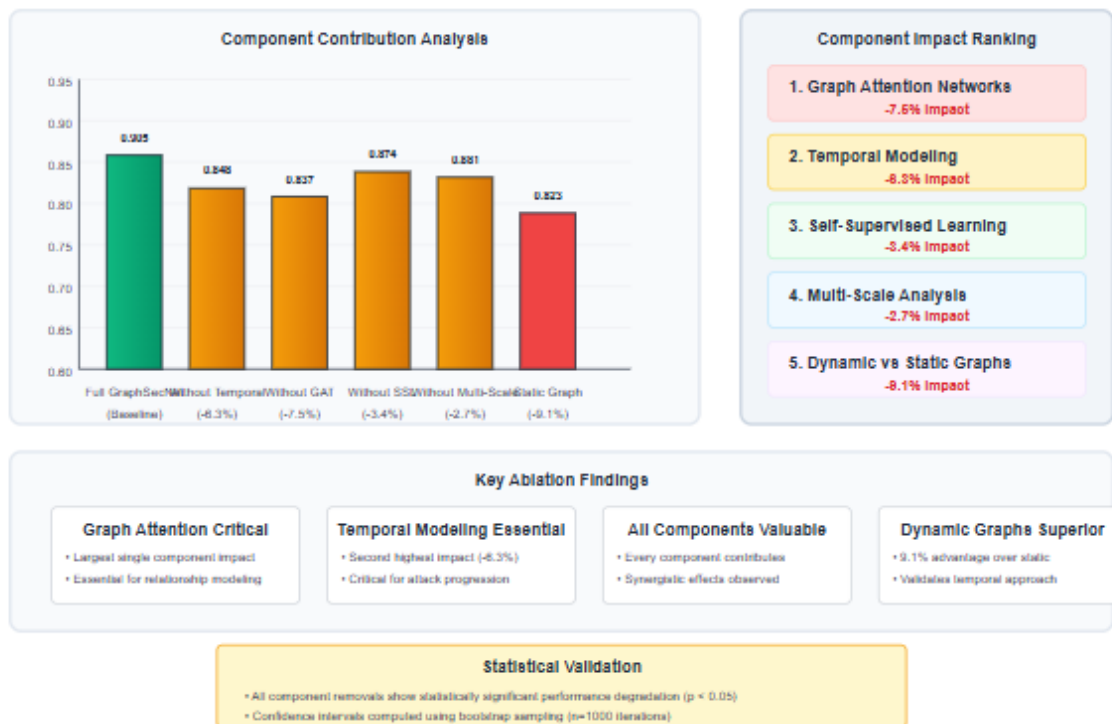 Component Contribution Analysis
0.95
0.90
0.85
0.80
0.75
0.70
0.65
0.60
0.905
0.848
0.837
0.874
0.881
0.823
Full GraphSecNet
Without Temporal
Without GAT
Without SSL
Without Multi-Scale
Static Graph
(Baseline)
(-6.3%)
(-7.5%)
(-3.4%)
(-2.7%)
(-9.1%)
Component Impact Ranking
1. Graph Attention Networks
-7.5% Impact
2. Temporal Modeling
-6.3% Impact
3. Self-Supervised Learning
-3.4% Impact
4. Multi-Scale Analysis
-2.7% Impact
5. Dynamic vs Static Graphs
-9.1% Impact
Key Ablation Findings
Graph Attention Critical
• Largest single component impact
• Essential for relationship modeling
Temporal Modeling Essential
• Second highest impact (-6.3%)
• Critical for attack progression
All Components Valuable
• Every component contributes
• Synergistic effects observed
Dynamic Graphs Superior
• 9.1% advantage over static
• Validates temporal approach
Statistical Validation
• All component removals show statistically significant performance degradation (p < 0.05)
• Confidence intervals computed using bootstrap sampling (n=1000 iterations)